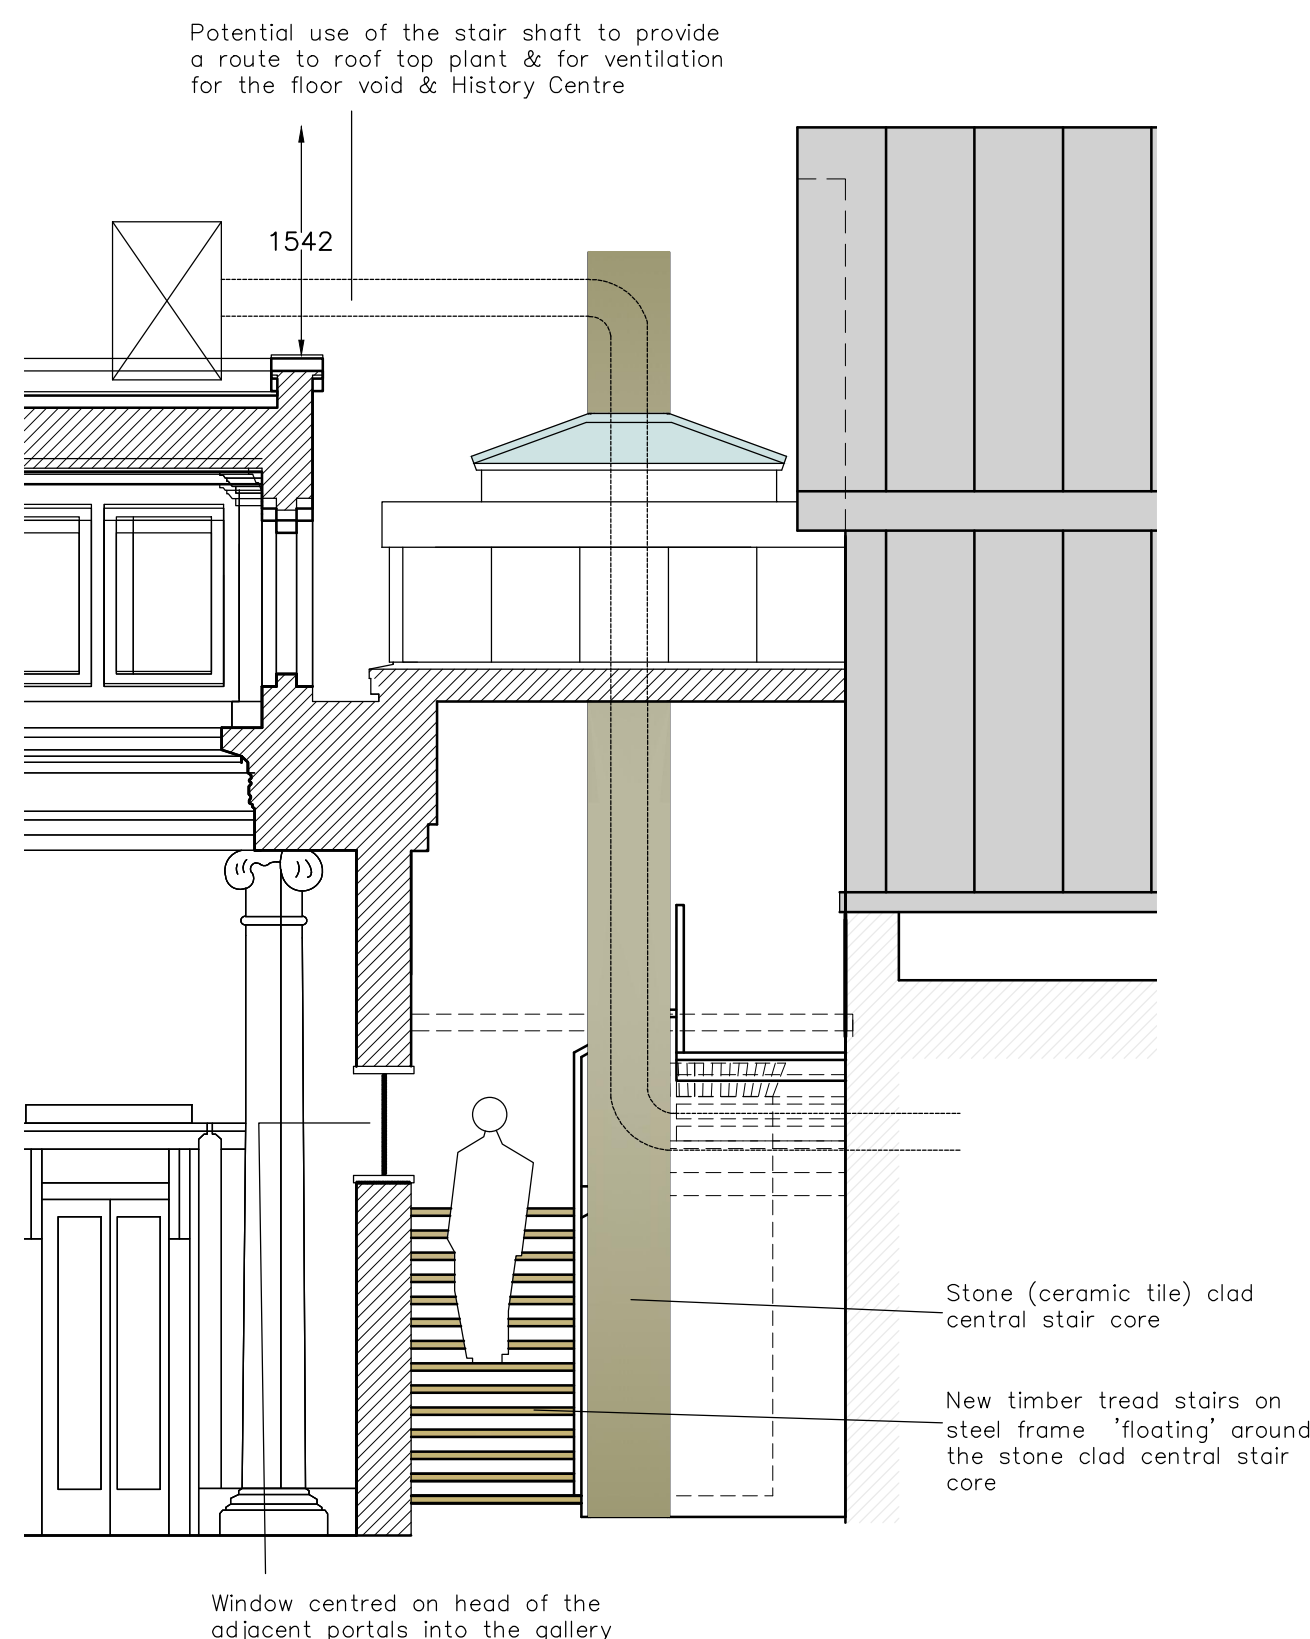 Potential use of the stair shaft to provide
a route to roof top plant & for ventilation
for the floor void & History Centre
1542
Stone (ceramic tile) clad
central stair core
New timber tread stairs on
steel frame 'floating' around
the stone clad central stair
core
Window centred on head of the
adjacent portals into the gallery